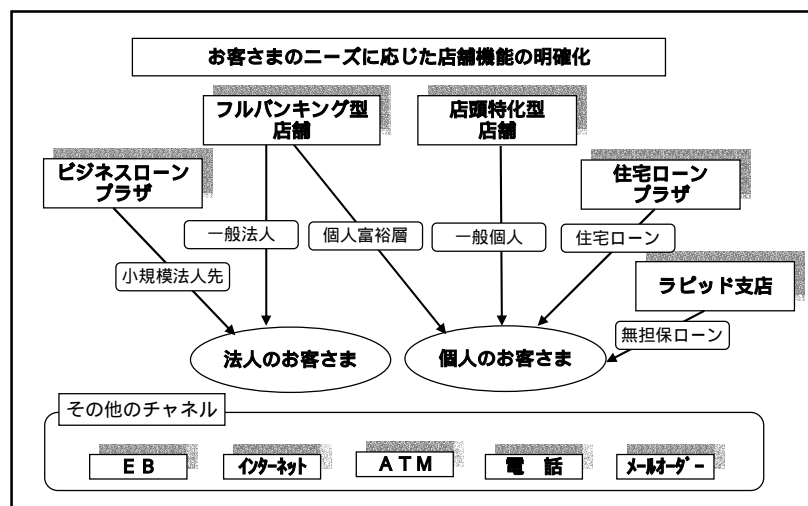 お客さまのニーズに応じた店舗機能の明確化
フルバンキング型
店舗
店頭特化型
店舗
ビジネスローン
プラザ
住宅ローン
プラザ
一般法人
個人富裕層
一般個人
住宅ローン
小規模法人先
ラピッド支店
無担保ローン
法人のお客さま
個人のお客さま
その他のチャネル
ＥＢ
インターネット
ＡＴＭ
電　話
メールオーダー